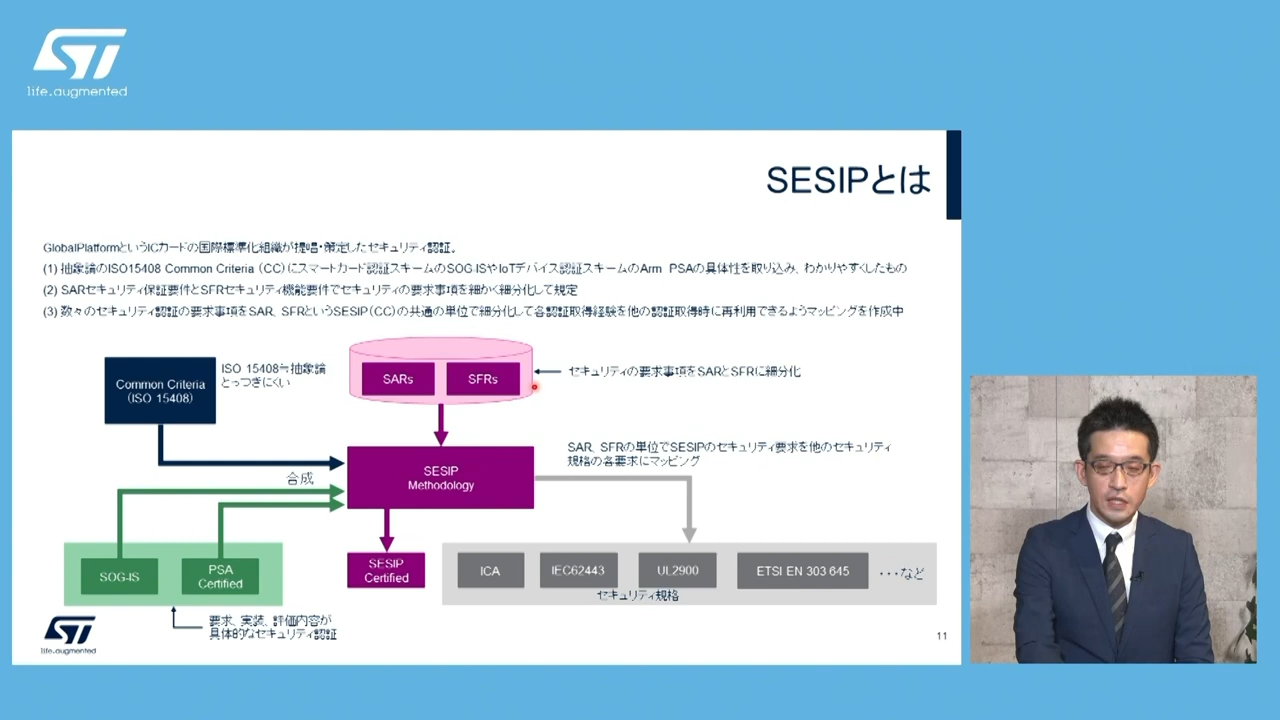 ST
life.augmented
SESIPとは
GlobalPlatformというICカードの国際標準化組織が提唱・策定したセキュリティ認証。
(1) 抽象論のISO15408 Common Criteria (CC)にスマートカード認証スキームのSOG-ISやIoTデバイス認証スキームのArm PSAの具体性を取り込み、わかりやすくしたもの
(2) SARセキュリティ保証要件とSFRセキュリティ機能要件でセキュリティの要求事項を細かく細分化して規定
(3) 数々のセキュリティ認証の要求事項をSAR、SFRというSESIP(CC)の共通の単位で細分化して各認証取得経験を他の認証取得時に再利用できるようマッピングを作成中
Common Criteria
(ISO 15408)
ISO 15408≒抽象論
とっつきにくい
SARs
SFRs
セキュリティの要求事項をSARとSFRに細分化
合成
SESIP
Methodology
SAR、SFRの単位でSESIPのセキュリティ要求を他のセキュリティ
規格の各要求にマッピング
SOG-IS
PSA
Certified
SESIP
Certified
ICA
IEC62443
UL2900
ETSI EN 303 645
・・・など
セキュリティ規格
要求、実装、評価内容が
具体的なセキュリティ認証
ST
life.augmented
11